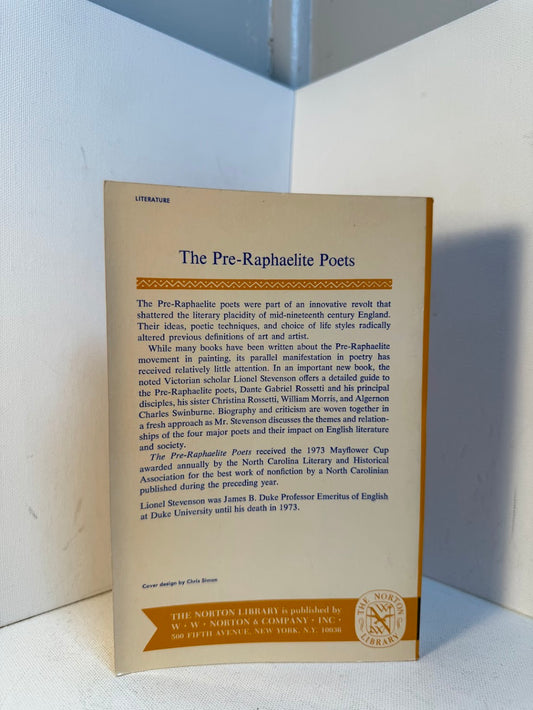 LITERATURE
The Pre-Raphaelite Poets
The Pre-Raphaelite poets were part of an innovative revolt that
shattered the literary placidity of mid-nineteenth century England.
Their ideas, poetic techniques, and choice of life styles radically
altered previous definitions of art and artist.
While many books have been written about the Pre-Raphaelite
movement in painting, its parallel manifestation in poetry has
received relatively little attention. In an important new book, the
noted Victorian scholar Lionel Stevenson offers a detailed guide to
the Pre-Raphaelite poets, Dante Gabriel Rossetti and his principal
disciples, his sister Christina Rossetti, William Morris, and Algernon
Charles Swinburne. Biography and criticism are woven together in
a fresh approach as Mr. Stevenson discusses the themes and relation-
ships of the four major poets and their impact on English literature
and society.
The Pre-Raphaelite Poets received the 1973 Mayflower Cup
awarded annually by the North Carolina Literary and Historical
Association for the best work of nonfiction by a North Carolinian
published during the preceding year.
Lionel Stevenson was James B. Duke Professor Emeritus of English
at Duke University until his death in 1973.
Cover design by Chris Simon
THE NORTON LIBRARY is published by
W · W · NORTON & COMPANY · INC ·
500 FIFTH AVENUE, NEW YORK, N.Y. 10036
THE NORTON LIBRARY
W W N